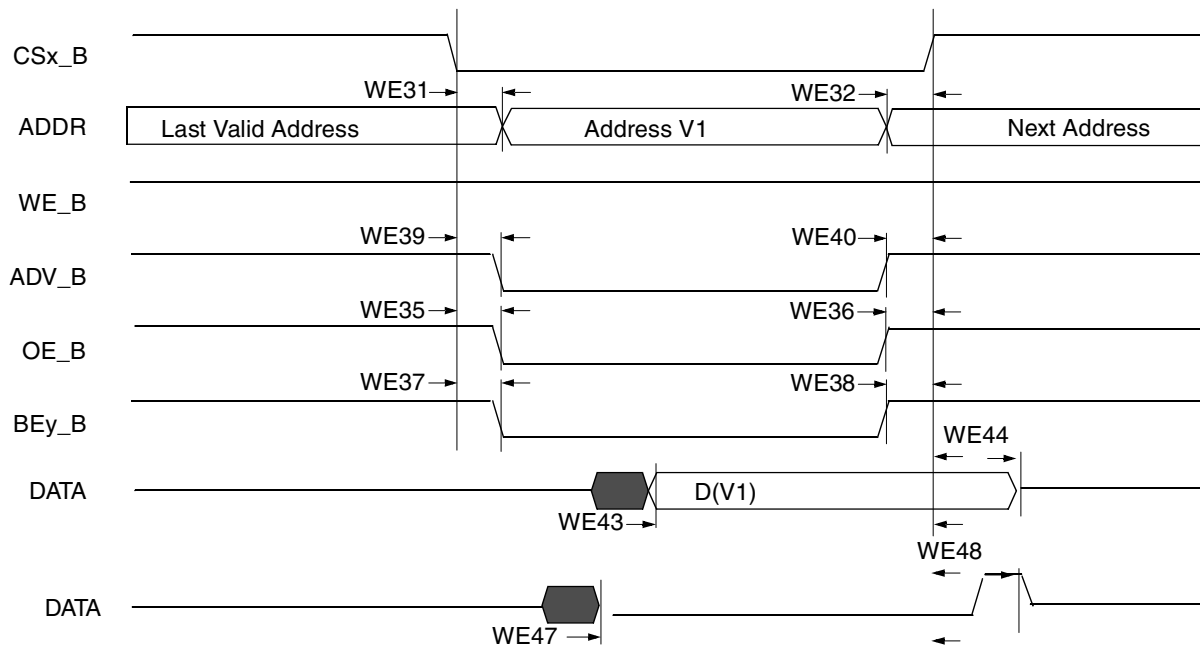 CSx_B
WE31
WE32
ADDR
Last Valid Address
Address V1
Next Address
WE_B
WE39
WE40
ADV_B
WE35
WE36
OE_B
WE37
WE38
BEy_B
WE44
DATA
D(V1)
WE43
WE48
DATA
WE47